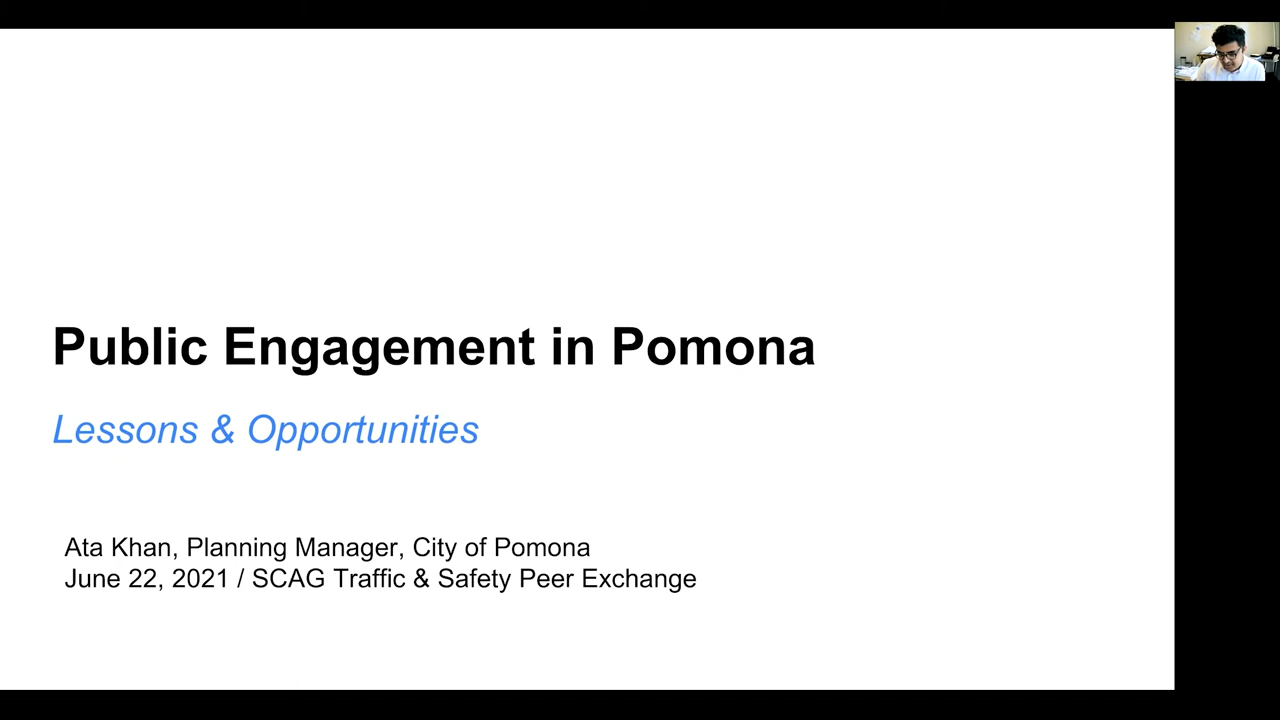 Public Engagement in Pomona
Lessons & Opportunities
Ata Khan, Planning Manager, City of Pomona
June 22, 2021 / SCAG Traffic & Safety Peer Exchange